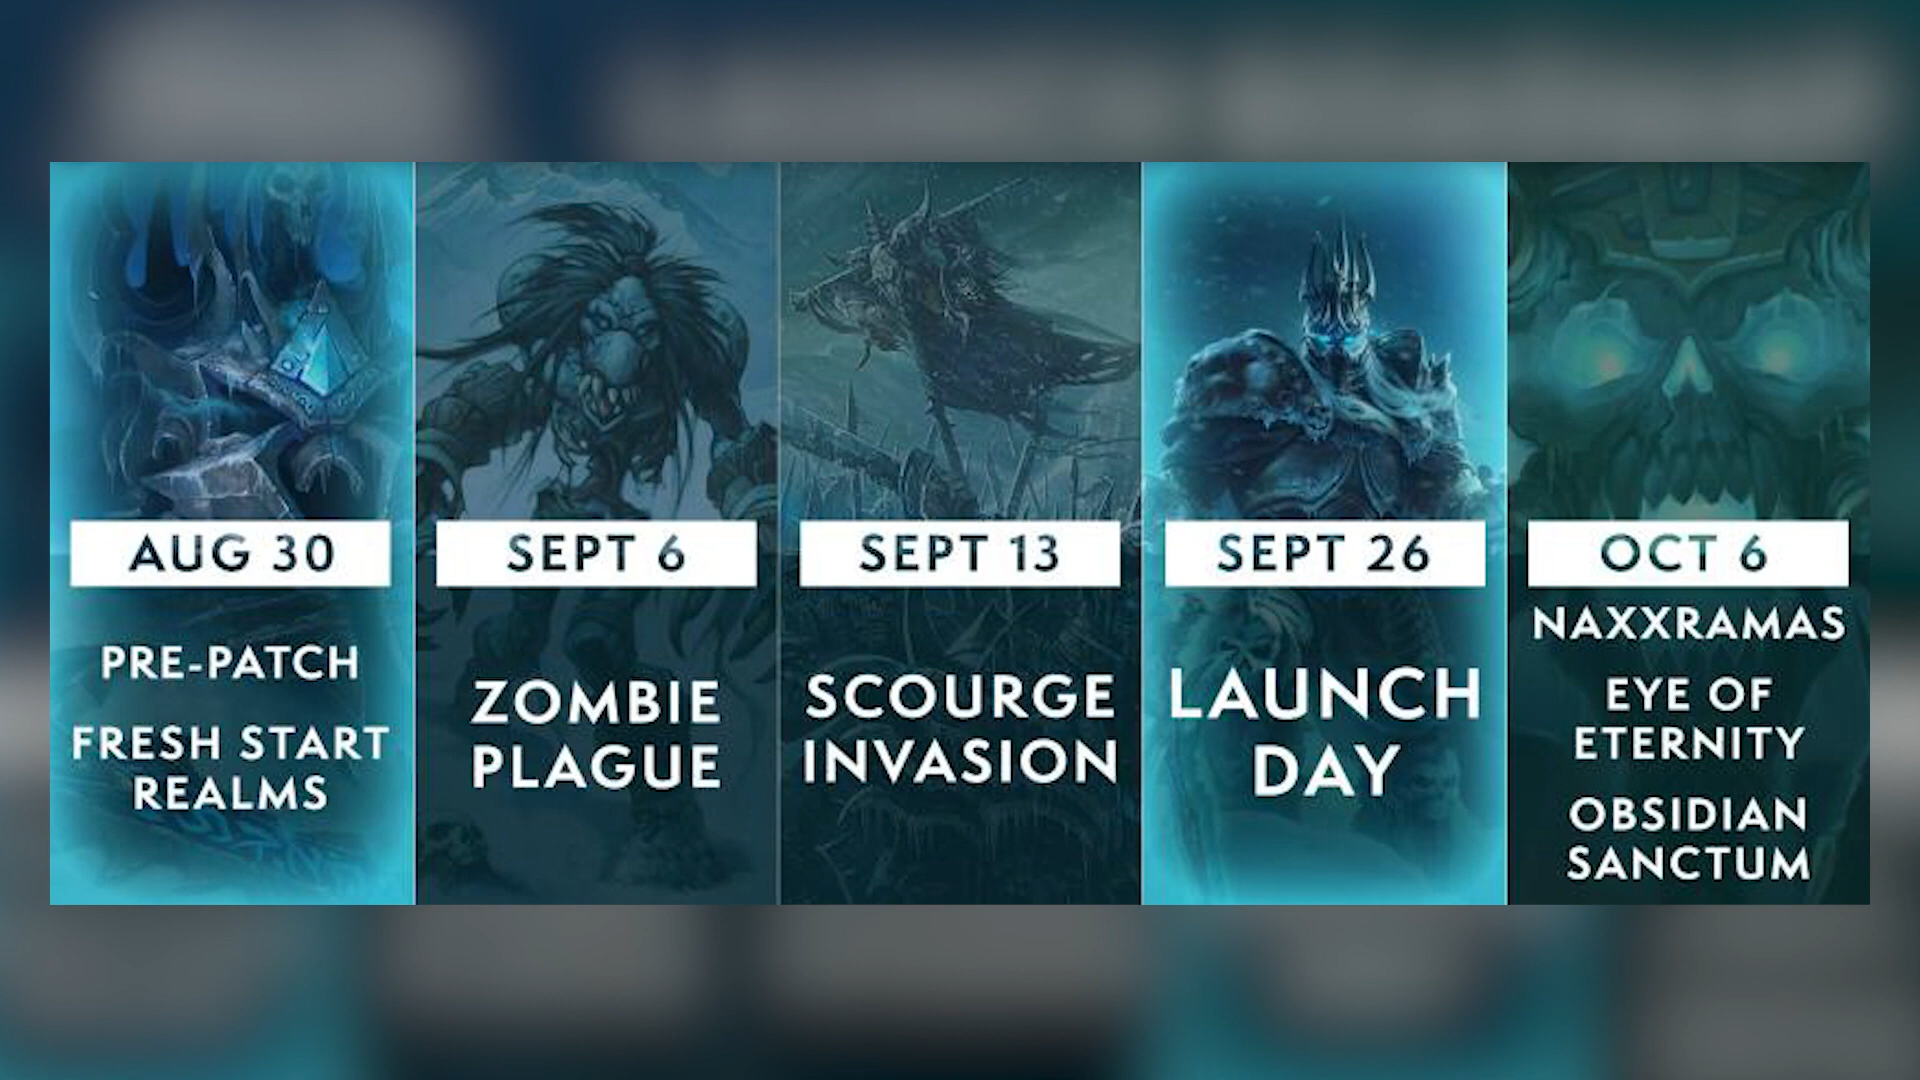 AUG 30
PRE-PATCH
FRESH START
REALMS
SEPT 6
ZOMBIE
PLAGUE
SEPT 13
SCOURGE
INVASION
SEPT 26
LAUNCH
DAY
OCT 6
NAXXRAMAS
EYE OF
ETERNITY
OBSIDIAN
SANCTUM